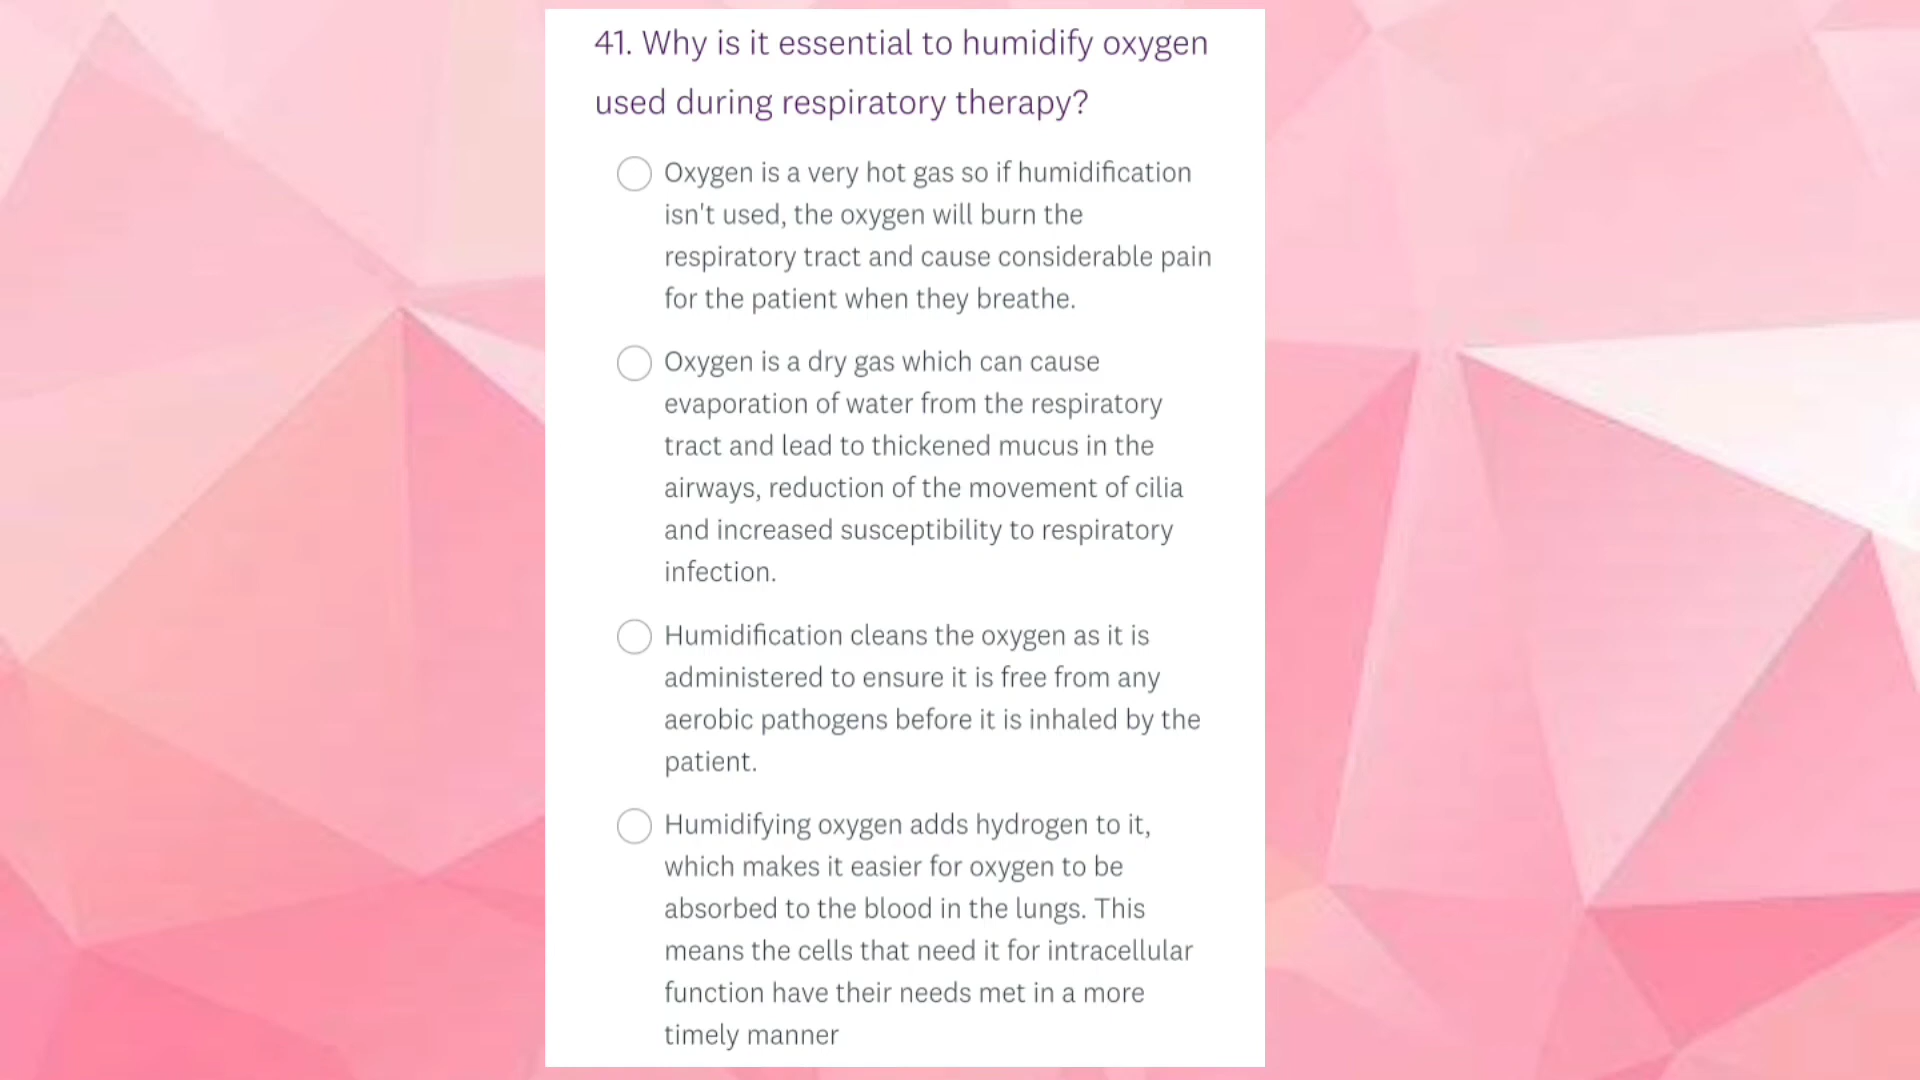 41. Why is it essential to humidify oxygen
used during respiratory therapy?
Oxygen is a very hot gas so if humidification
isn't used, the oxygen will burn the
respiratory tract and cause considerable pain
for the patient when they breathe.
Oxygen is a dry gas which can cause
evaporation of water from the respiratory
tract and lead to thickened mucus in the
airways, reduction of the movement of cilia
and increased susceptibility to respiratory
infection.
Humidification cleans the oxygen as it is
administered to ensure it is free from any
aerobic pathogens before it is inhaled by the
patient.
Humidifying oxygen adds hydrogen to it,
which makes it easier for oxygen to be
absorbed to the blood in the lungs. This
means the cells that need it for intracellular
function have their needs met in a more
timely manner